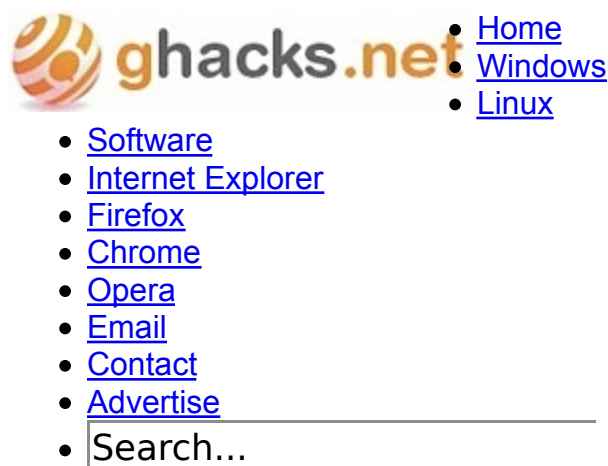 ghacks.net
Home
Windows
Linux
Software
Internet Explorer
Firefox
Chrome
Opera
Email
Contact
Advertise
Search...